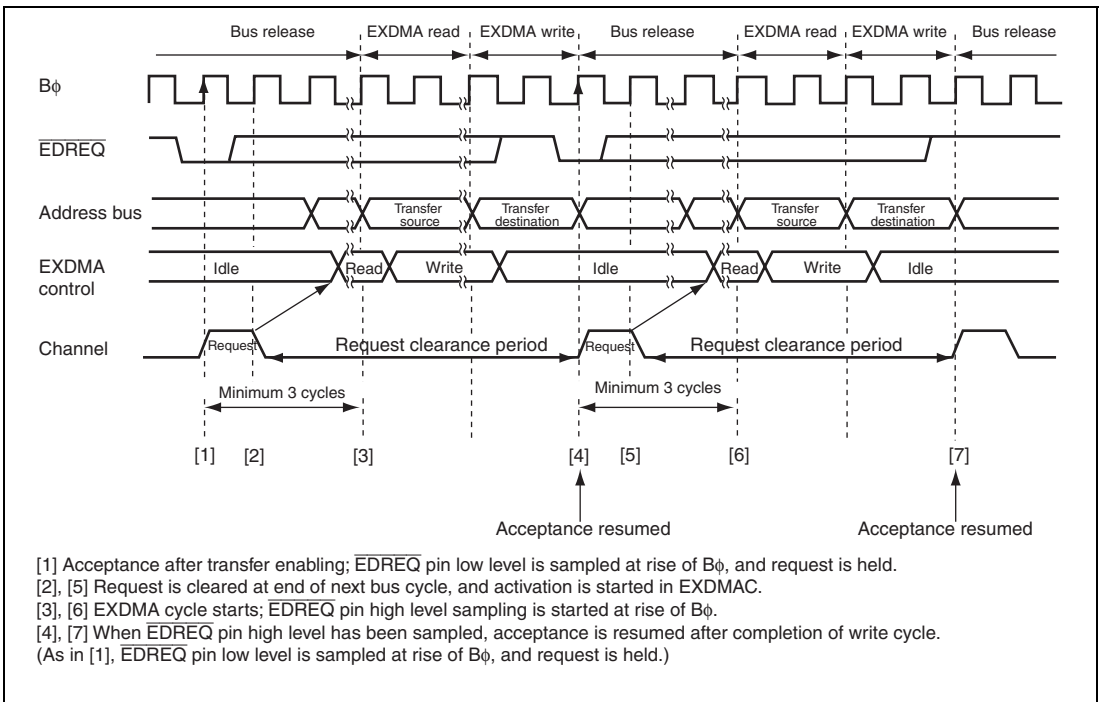 Bus release EXDMA read EXDMA write Bus release EXDMA read EXDMA write Bus release
Bϕ
EDREQ
Address bus Transfer source Transfer destination Transfer source Transfer destination
EXDMA control Idle Read Write Idle Read Write Idle
Channel Request Request clearance period Request Request clearance period
Minimum 3 cycles Minimum 3 cycles
[1] [2] [3] [4] [5] [6] [7]
Acceptance resumed Acceptance resumed
[1] Acceptance after transfer enabling; EDREQ pin low level is sampled at rise of Bϕ, and request is held.
[2], [5] Request is cleared at end of next bus cycle, and activation is started in EXDMAC.
[3], [6] EXDMA cycle starts; EDREQ pin high level sampling is started at rise of Bϕ.
[4], [7] When EDREQ pin high level has been sampled, acceptance is resumed after completion of write cycle.
(As in [1], EDREQ pin low level is sampled at rise of Bϕ, and request is held.)